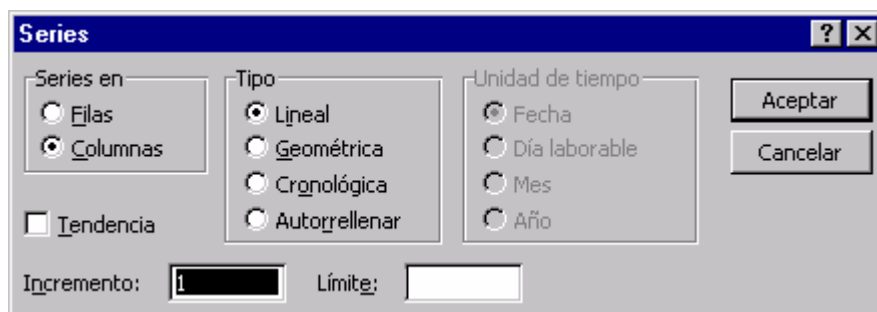 Series
Series en
Filas
Columnas
Tendencia
Tipo
Lineal
Geométrica
Cronológica
Autorrellenar
Unidad de tiempo
Fecha
Día laborable
Mes
Año
Aceptar
Cancelar
Incremento: 1
Límite: